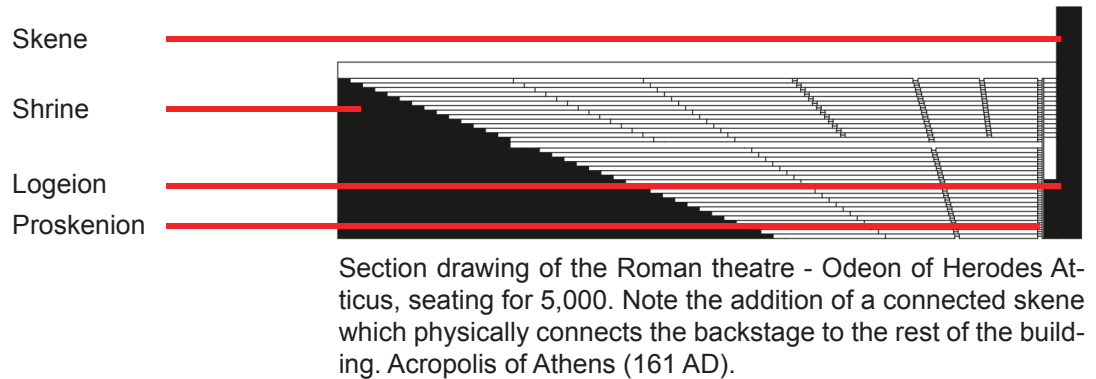 Skene
Shrine
Logeion
Proskenion
Section drawing of the Roman theatre - Odeon of Herodes At-
ticus, seating for 5,000. Note the addition of a connected skene
which physically connects the backstage to the rest of the build-
ing. Acropolis of Athens (161 AD).